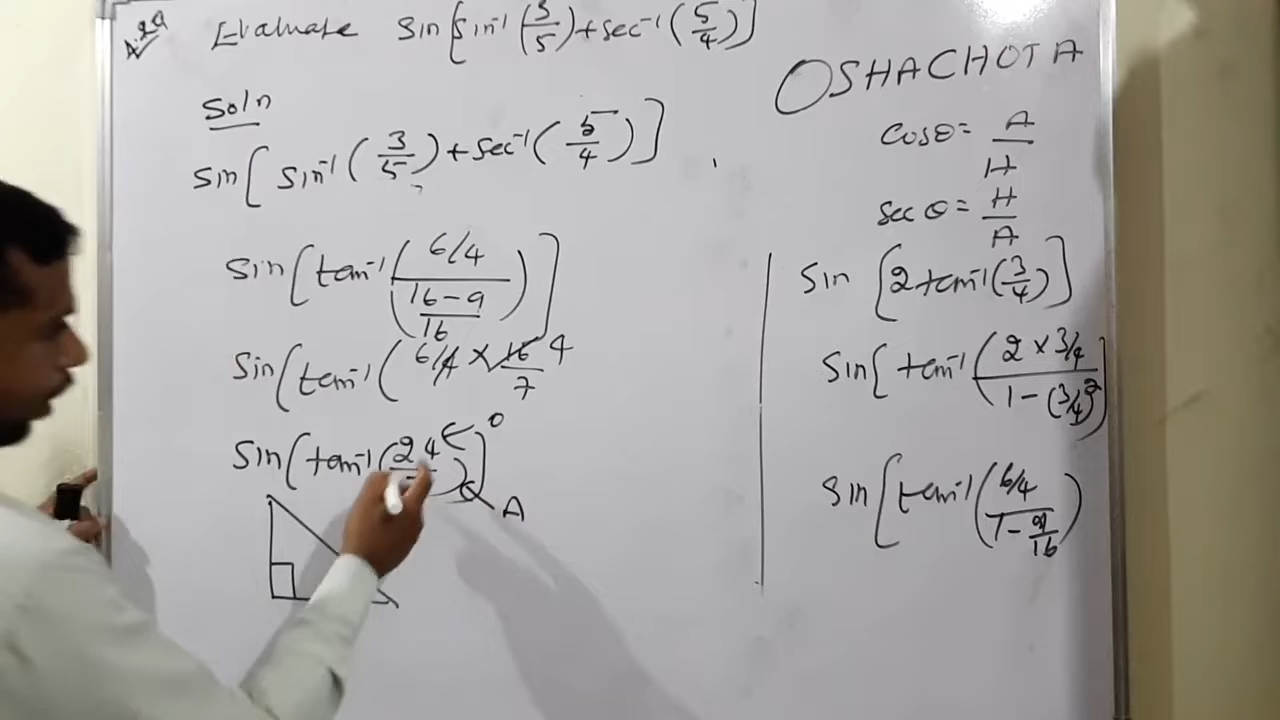 4.29 Evaluate sin[sin⁻¹(3/5)+sec⁻¹(5/4)]
Soln
sin[sin⁻¹(3/5)+sec⁻¹(5/4)]
sin(tan⁻¹((6/4)/((16-9)/16)))
sin(tan⁻¹(6/4 × 16/7 4
sin(tan⁻¹(24 ← O
← A
OSHACHOTA
cosθ = A/H
secθ = H/A
sin[2tan⁻¹(3/4)]
sin{tan⁻¹((2×3/4)/(1-(3/4)²)]
sin[tan⁻¹((6/4)/(1-9/16))